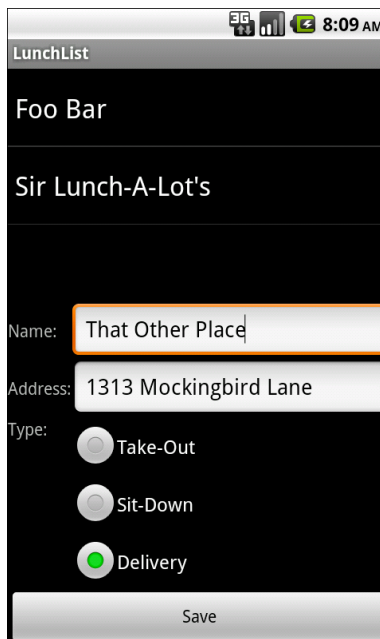 3G 8:09 AM
LunchList
Foo Bar
Sir Lunch-A-Lot's
Name: That Other Place
Address: 1313 Mockingbird Lane
Type:
Take-Out
Sit-Down
Delivery
Save